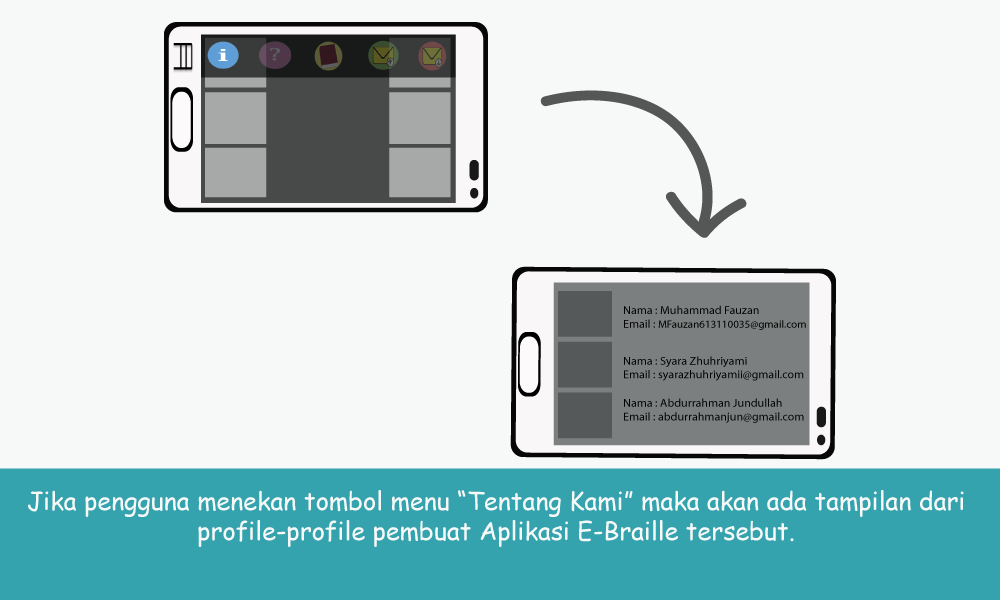 i ?
Nama : Muhammad Fauzan
Email : MFauzan613110035@gmail.com
Nama : Syara Zhuhriyami
Email : syarazhuhriyamii@gmail.com
Nama : Abdurrahman Jundullah
Email : abdurrahmanjun@gmail.com
Jika pengguna menekan tombol menu “Tentang Kami” maka akan ada tampilan dari
profile-profile pembuat Aplikasi E-Braille tersebut.